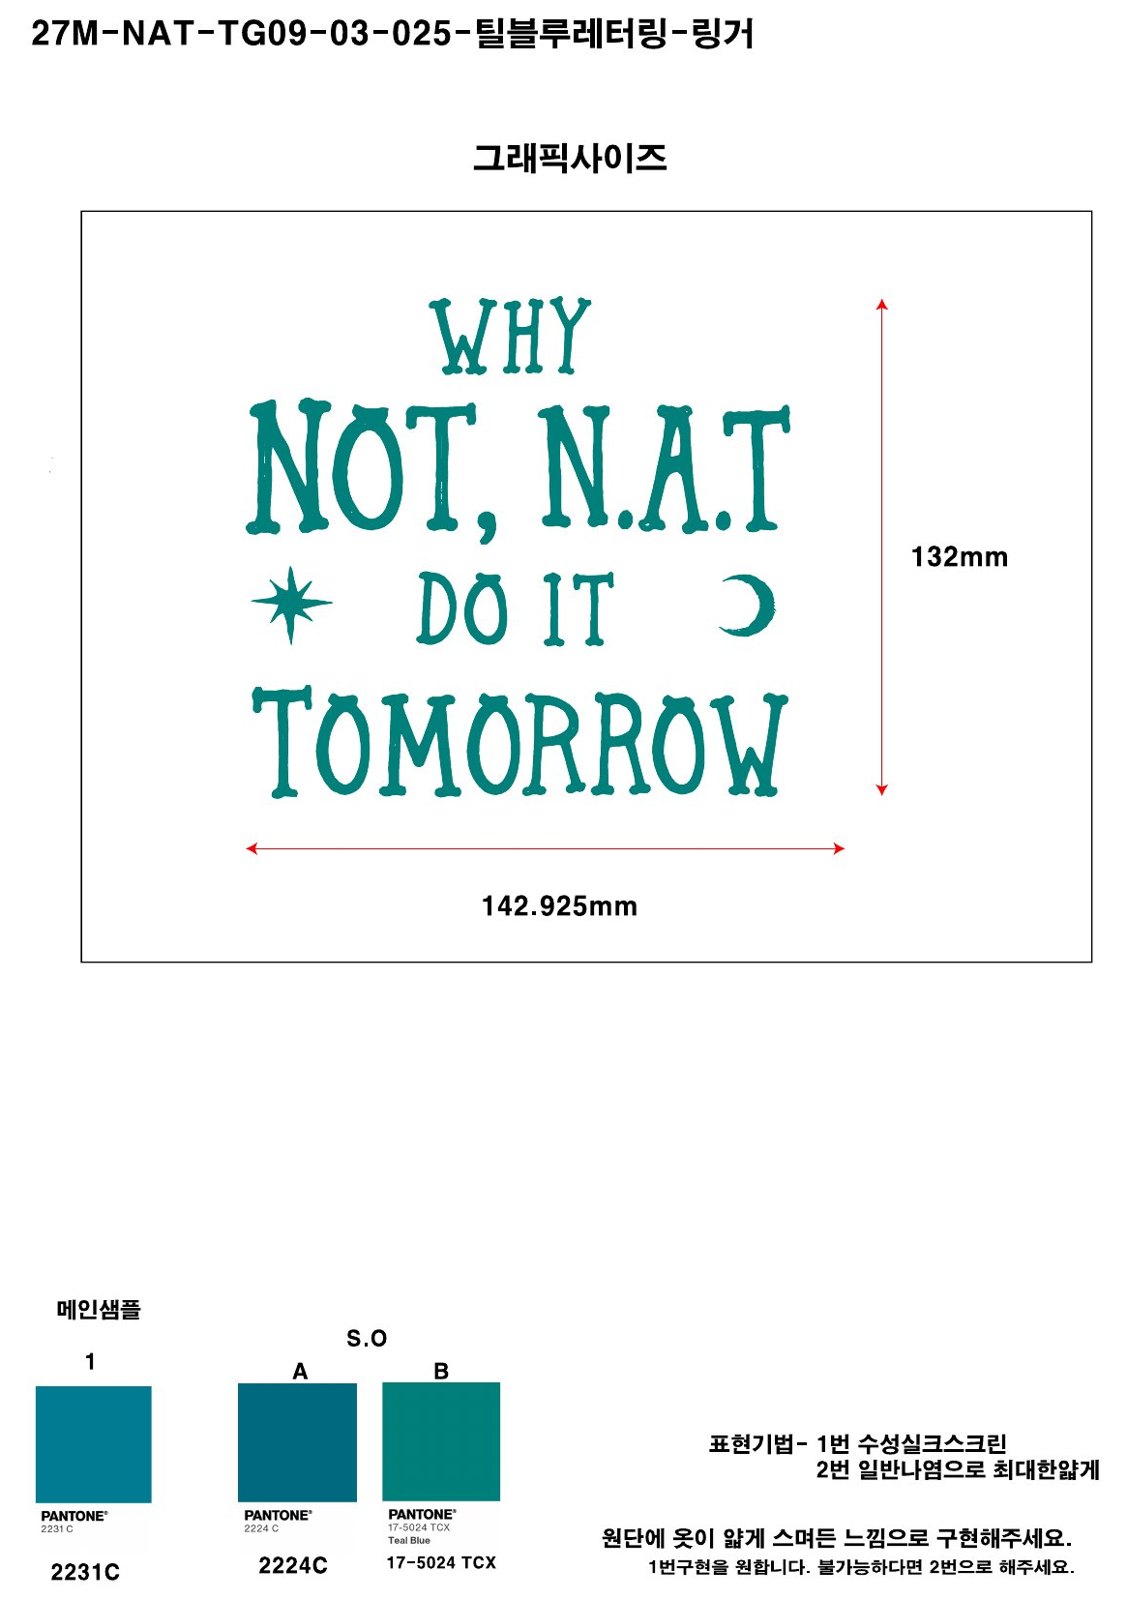 27M-NAT-TG09-03-025-틸블루레터링-링거
그래픽사이즈
WHY
NOT, N.A.T
DO IT
TOMORROW
132mm
142.925mm
메인샘플
S.O
1
A
B
PANTONE®
2231 C
2231C
PANTONE®
2224 C
2224C
PANTONE®
17-5024 TCX
Teal Blue
17-5024 TCX
표현기법- 1번 수성실크스크린
2번 일반나염으로 최대한얇게
원단에 옷이 얇게 스며든 느낌으로 구현해주세요.
1번구현을 원합니다. 불가능하다면 2번으로 해주세요.